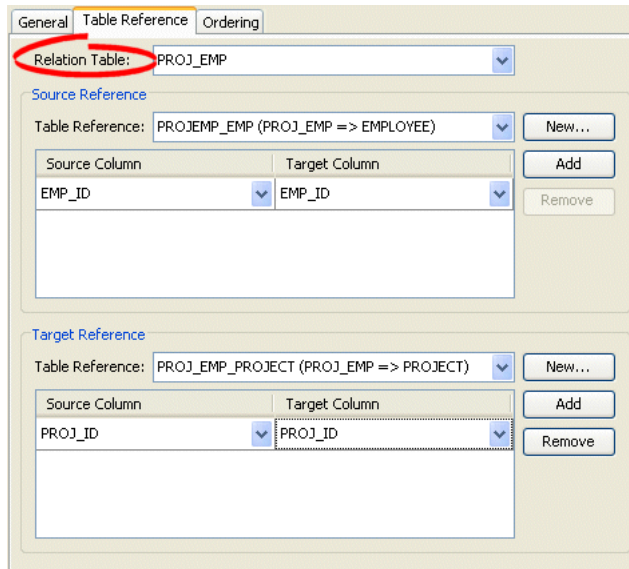 General Table Reference Ordering
Relation Table: PROJ_EMP
Source Reference
Table Reference: PROJEMP_EMP (PROJ_EMP => EMPLOYEE) New...
Source Column Target Column Add
EMP_ID EMP_ID Remove
Target Reference
Table Reference: PROJ_EMP_PROJECT (PROJ_EMP => PROJECT) New...
Source Column Target Column Add
PROJ_ID PROJ_ID Remove